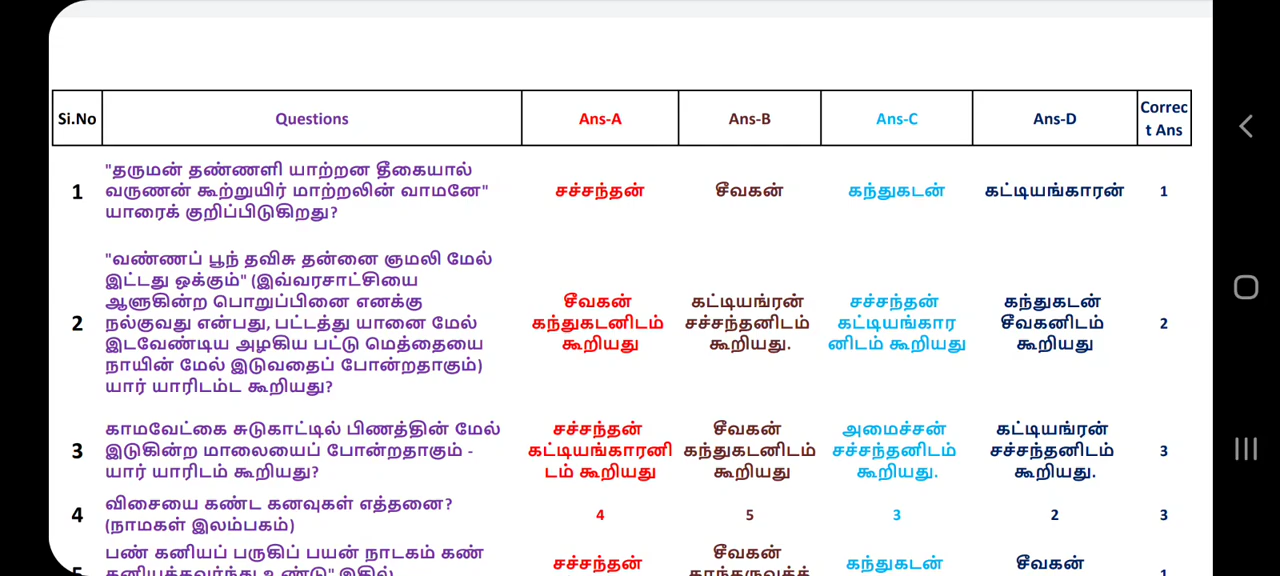 Si.No Questions Ans-A Ans-B Ans-C Ans-D Correc
t Ans
1
"தருமன் தண்ணளி யாற்றன தீகையால்
வருணன் கூற்றுயிர் மாற்றலின் வாமனே"
யாரைக் குறிப்பிடுகிறது?
சச்சந்தன்
சீவகன்
கந்துகடன்
கட்டியங்காரன்
1
2
"வண்ணப் பூந் தவிசு தன்னை ஞமலி மேல்
இட்டது ஒக்கும்" (இவ்வரசாட்சியை
ஆளுகின்ற பொறுப்பினை எனக்கு
நல்குவது என்பது, பட்டத்து யானை மேல்
இடவேண்டிய அழகிய பட்டு மெத்தையை
நாயின் மேல் இடுவதைப் போன்றதாகும்)
யார் யாரிடம்ட கூறியது?
சீவகன்
கந்துகடனிடம்
கூறியது
கட்டியங்ரன்
சச்சந்தனிடம்
கூறியது.
சச்சந்தன்
கட்டியங்கார
னிடம் கூறியது
கந்துகடன்
சீவகனிடம்
கூறியது
2
3
காமவேட்கை சுடுகாட்டில் பிணத்தின் மேல்
இடுகின்ற மாலையைப் போன்றதாகும் -
யார் யாரிடம் கூறியது?
சச்சந்தன்
கட்டியங்காரனி
டம் கூறியது
சீவகன்
கந்துகடனிடம்
கூறியது
அமைச்சன்
சச்சந்தனிடம்
கூறியது.
கட்டியங்ரன்
சச்சந்தனிடம்
கூறியது.
3
4
விசையை கண்ட கனவுகள் எத்தனை?
(நாமகள் இலம்பகம்)
4
5
3
2
3
பண் கனியப் பருகிப் பயன் நாடகம் கண்
சச்சந்தன்
சீவகன்
கந்துகடன்
சீவகன்